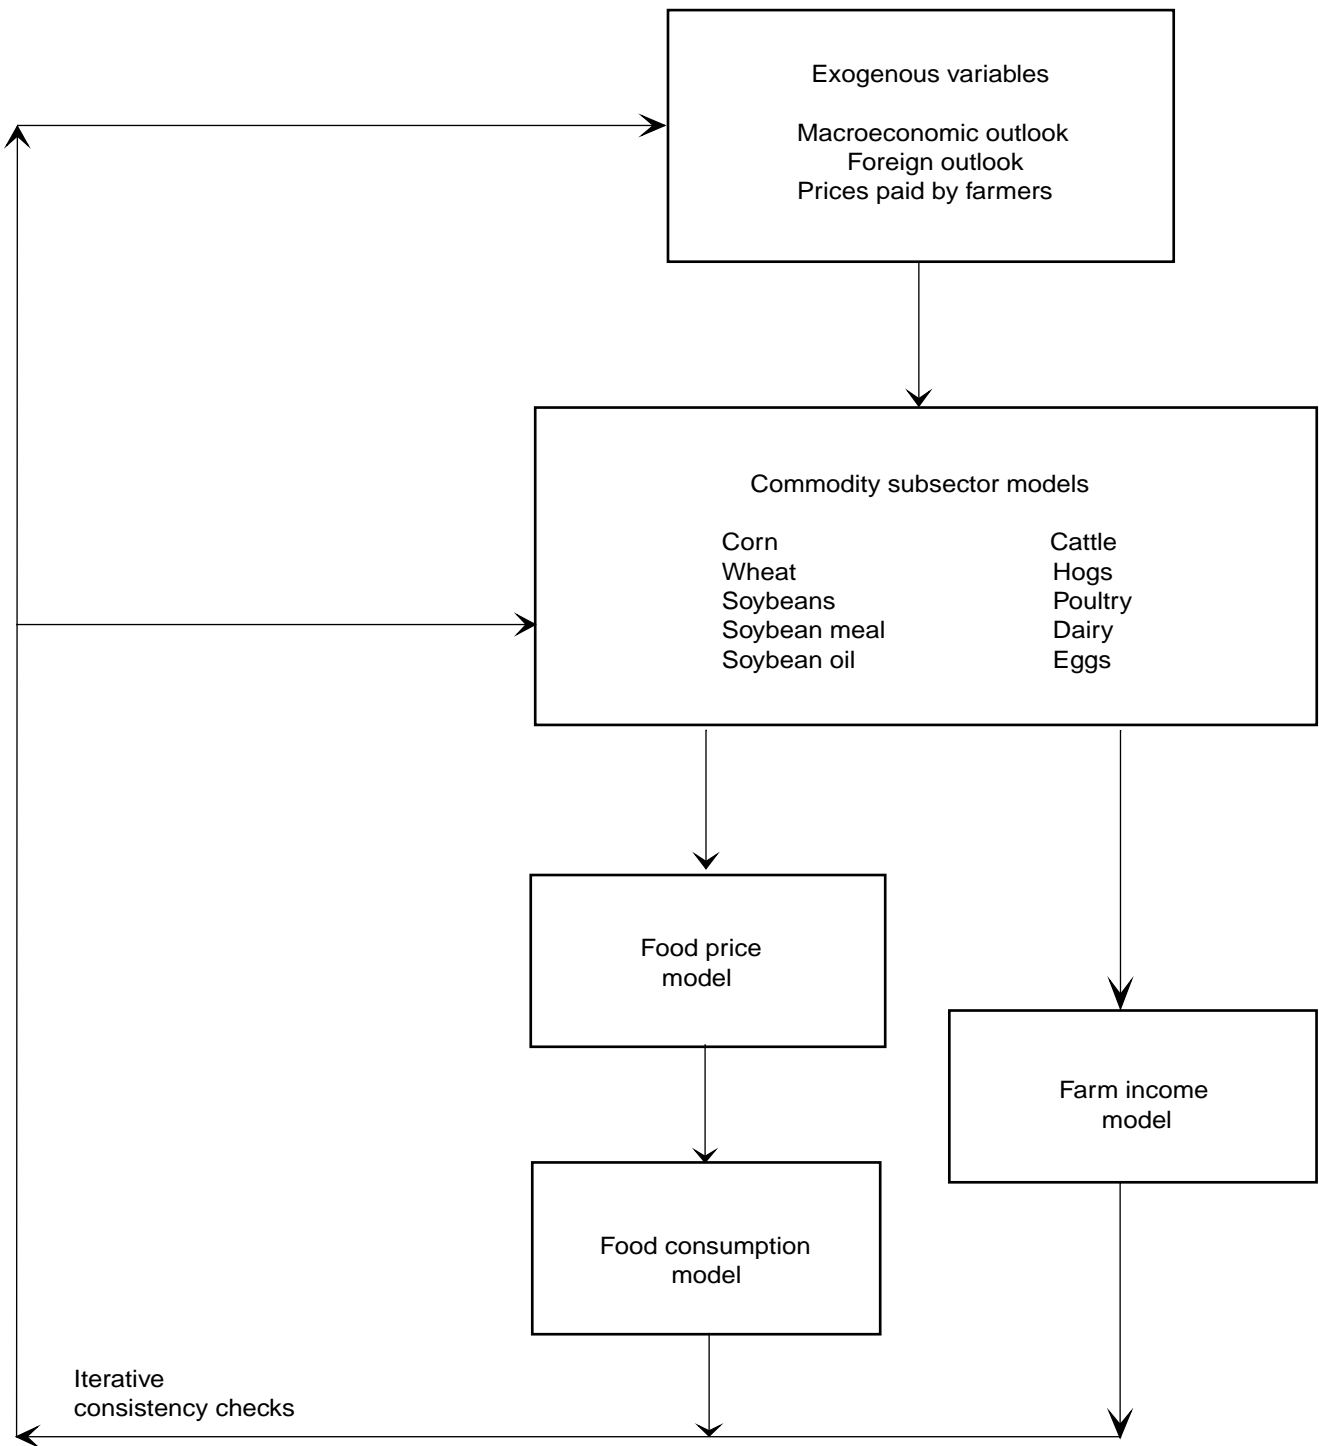 Exogenous variables
Macroeconomic outlook
Foreign outlook
Prices paid by farmers
Commodity subsector models
Corn
Wheat
Soybeans
Soybean meal
Soybean oil
Cattle
Hogs
Poultry
Dairy
Eggs
Food price
model
Farm income
model
Food consumption
model
Iterative
consistency checks